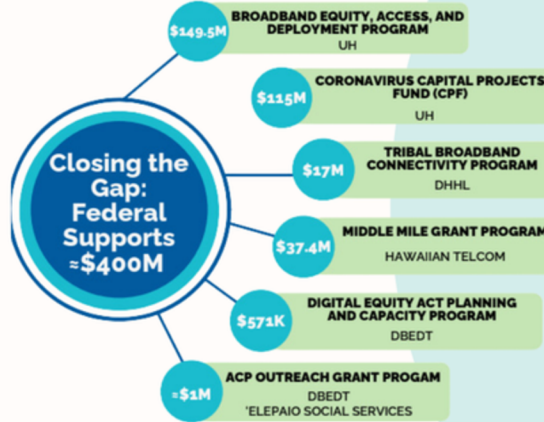 Closing the
Gap:
Federal
Supports
≈$400M
$149.5M
BROADBAND EQUITY, ACCESS, AND
DEPLOYMENT PROGRAM
UH
$115M
CORONAVIRUS CAPITAL PROJECTS
FUND (CPF)
UH
$17M
TRIBAL BROADBAND
CONNECTIVITY PROGRAM
DHHL
$37.4M
MIDDLE MILE GRANT PROGRAM
HAWAIIAN TELCOM
$571K
DIGITAL EQUITY ACT PLANNING
AND CAPACITY PROGRAM
DBEDT
≈$1M
ACP OUTREACH GRANT PROGAM
DBEDT
'ELEPAIO SOCIAL SERVICES